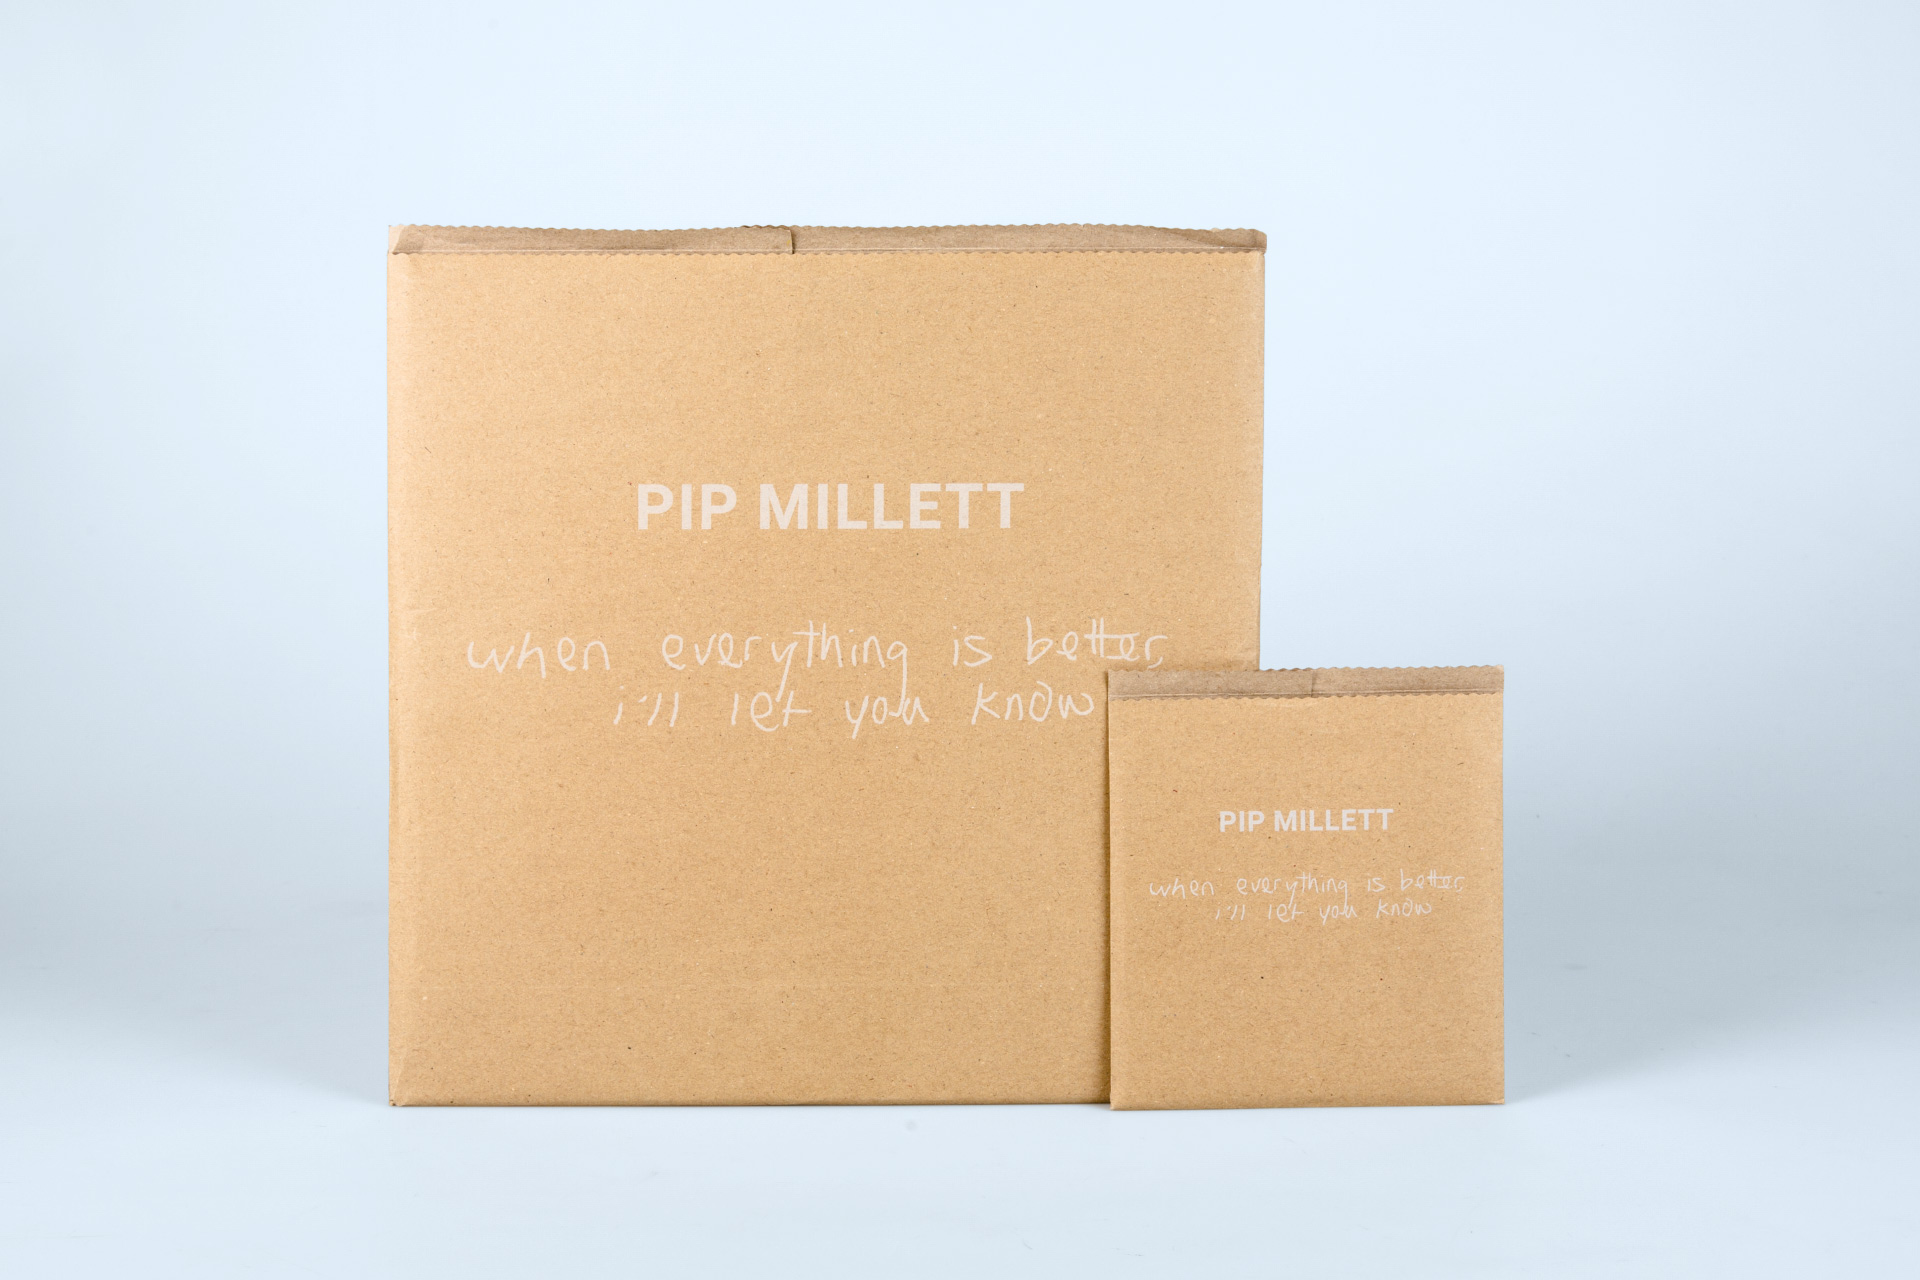 PIP MILLETT
when everything is better,
i'll let you know
PIP MILLETT
when everything is better,
i'll let you know